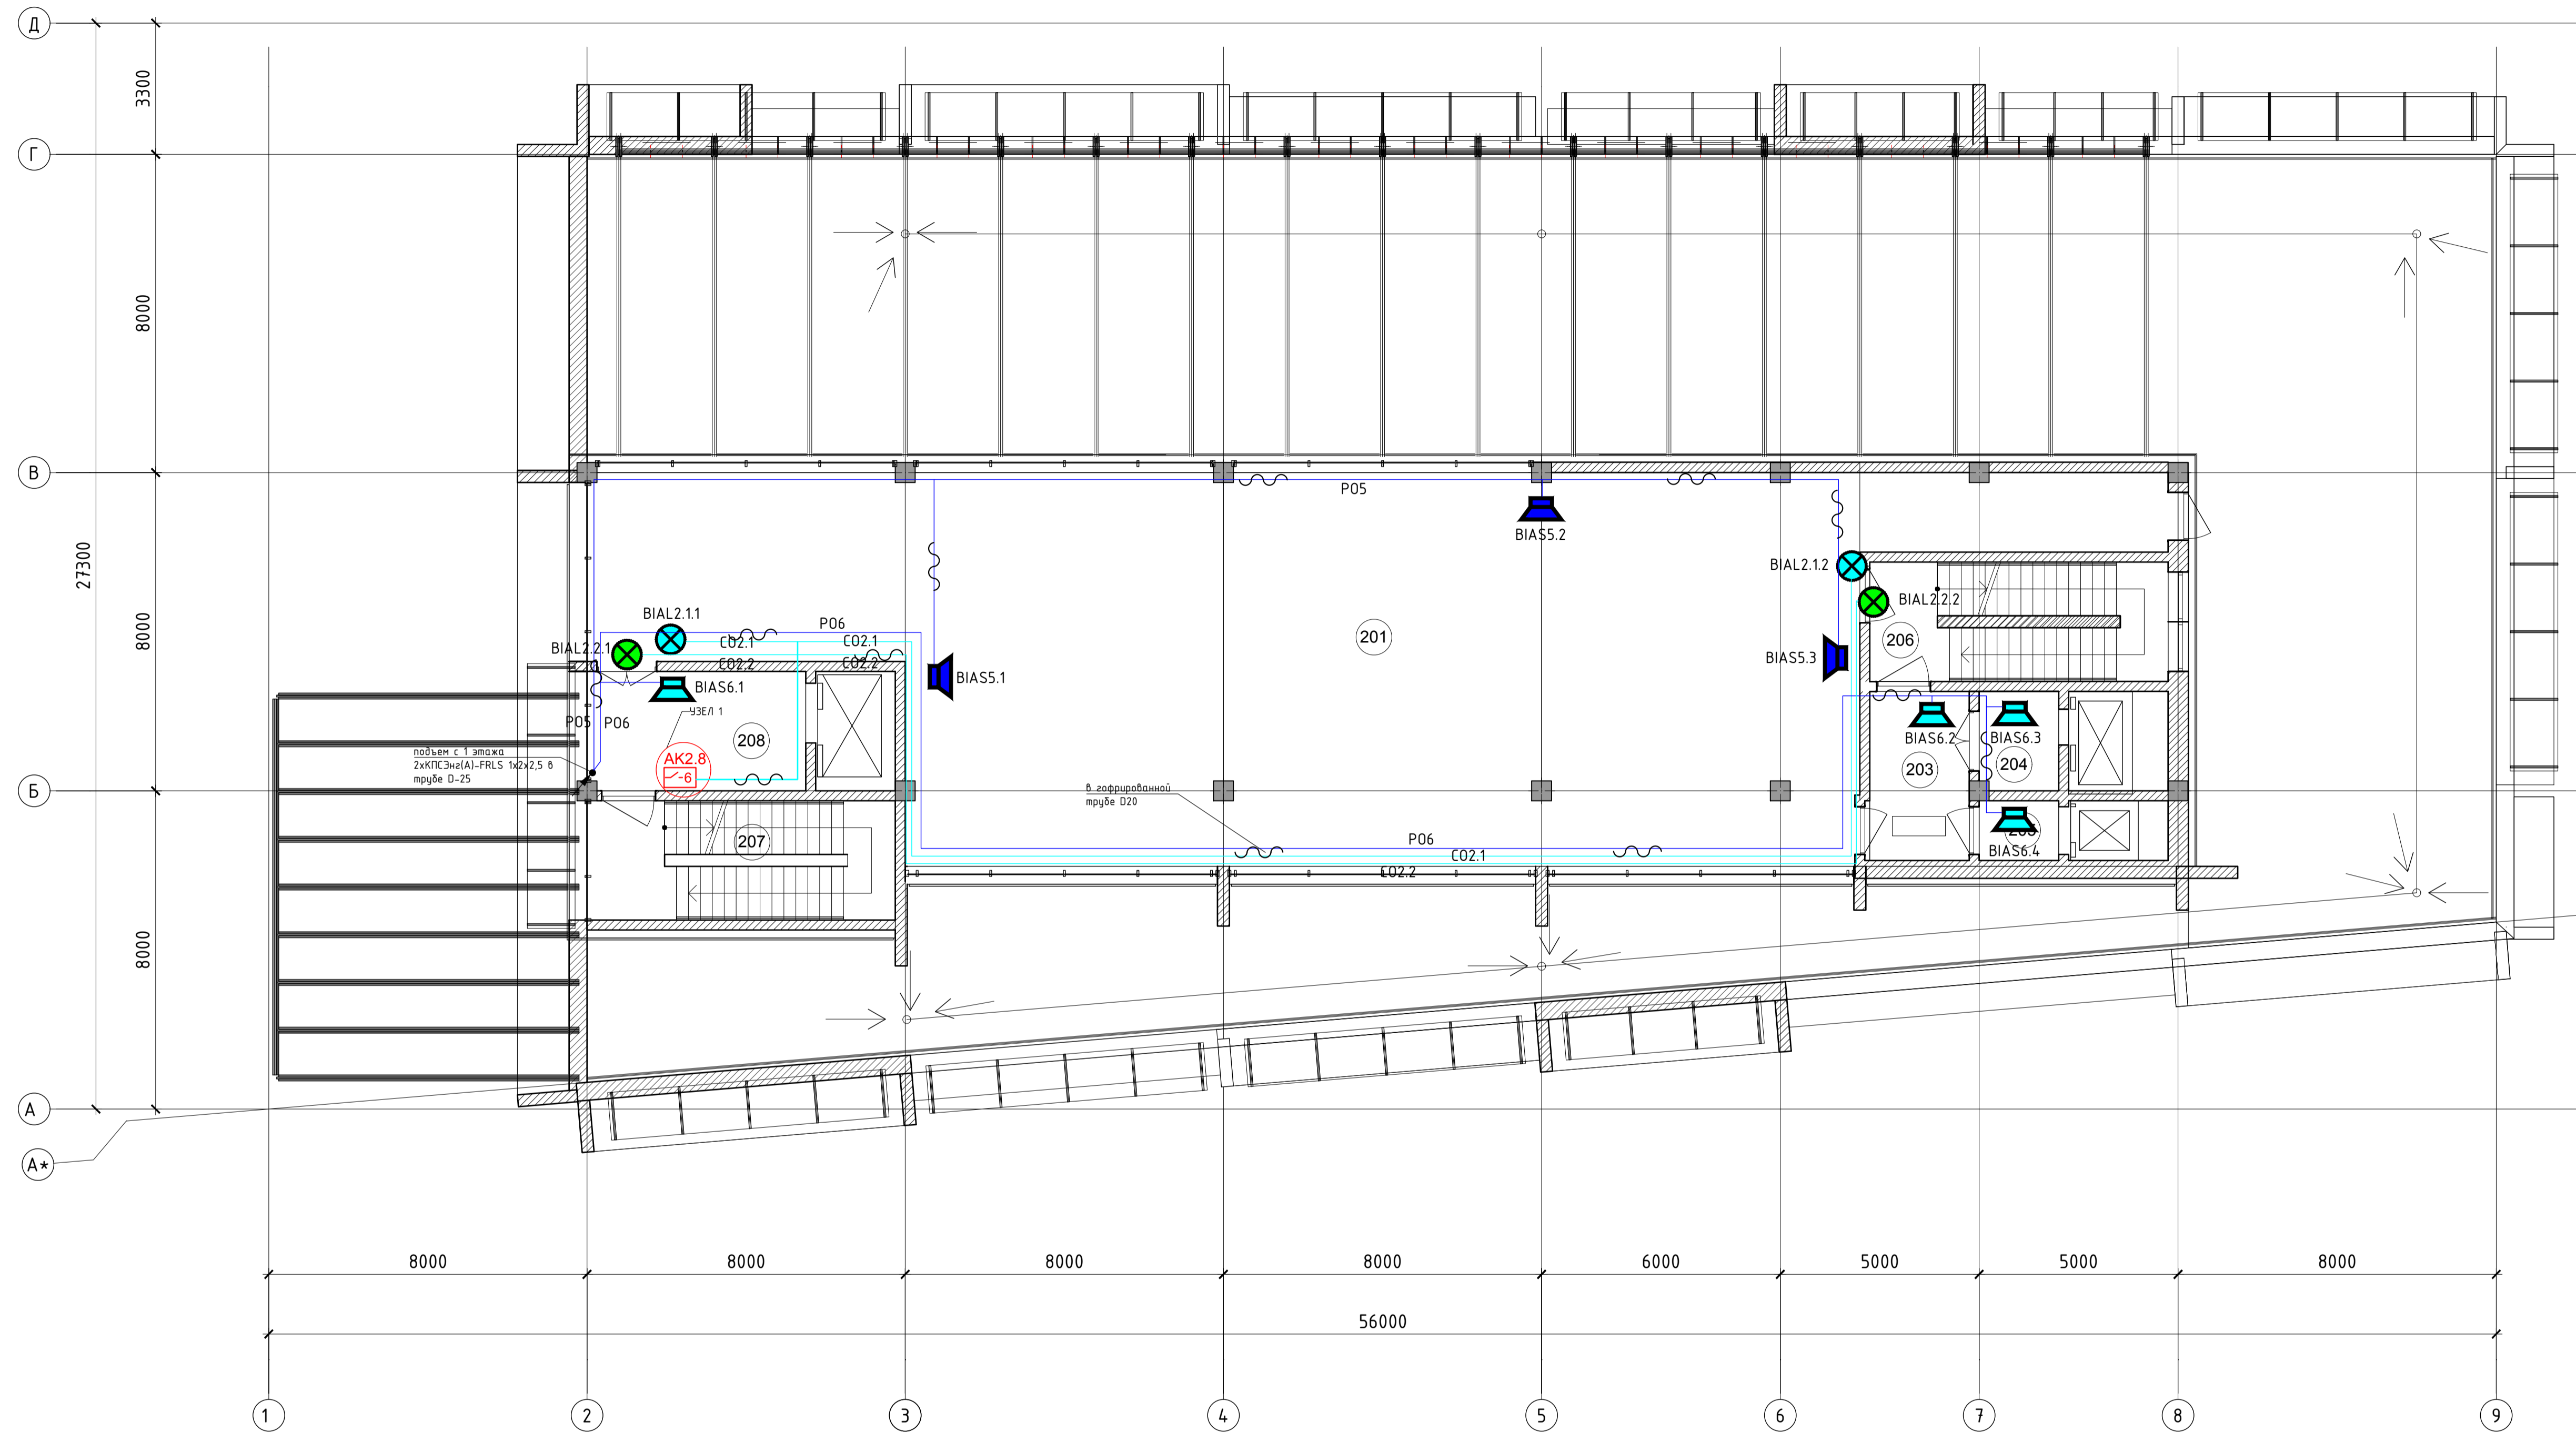 Д
3300
Г
8000
В
27300
8000
Б
8000
А
А*
P05
BIAS5.2
BIAL2.1.2
BIAL2.2.2
BIAL2.1.1
BIAL2.2.1
P06
C02.1
C02.1
C02.2
C02.2
201
206
BIAS5.3
BIAS5.1
BIAS6.1
УЗЕЛ 1
P05
P06
208
BIAS6.2
BIAS6.3
подъем с 1 этажа
2хКПСЭнг(А)-FRLS 1х2х2,5 в
трубе D-25
AK2.8
-6
203
204
в гофрированной
трубе D20
207
P06
C02.1
C02.2
BIAS6.4
8000
8000
8000
8000
6000
5000
5000
8000
56000
1
2
3
4
5
6
7
8
9